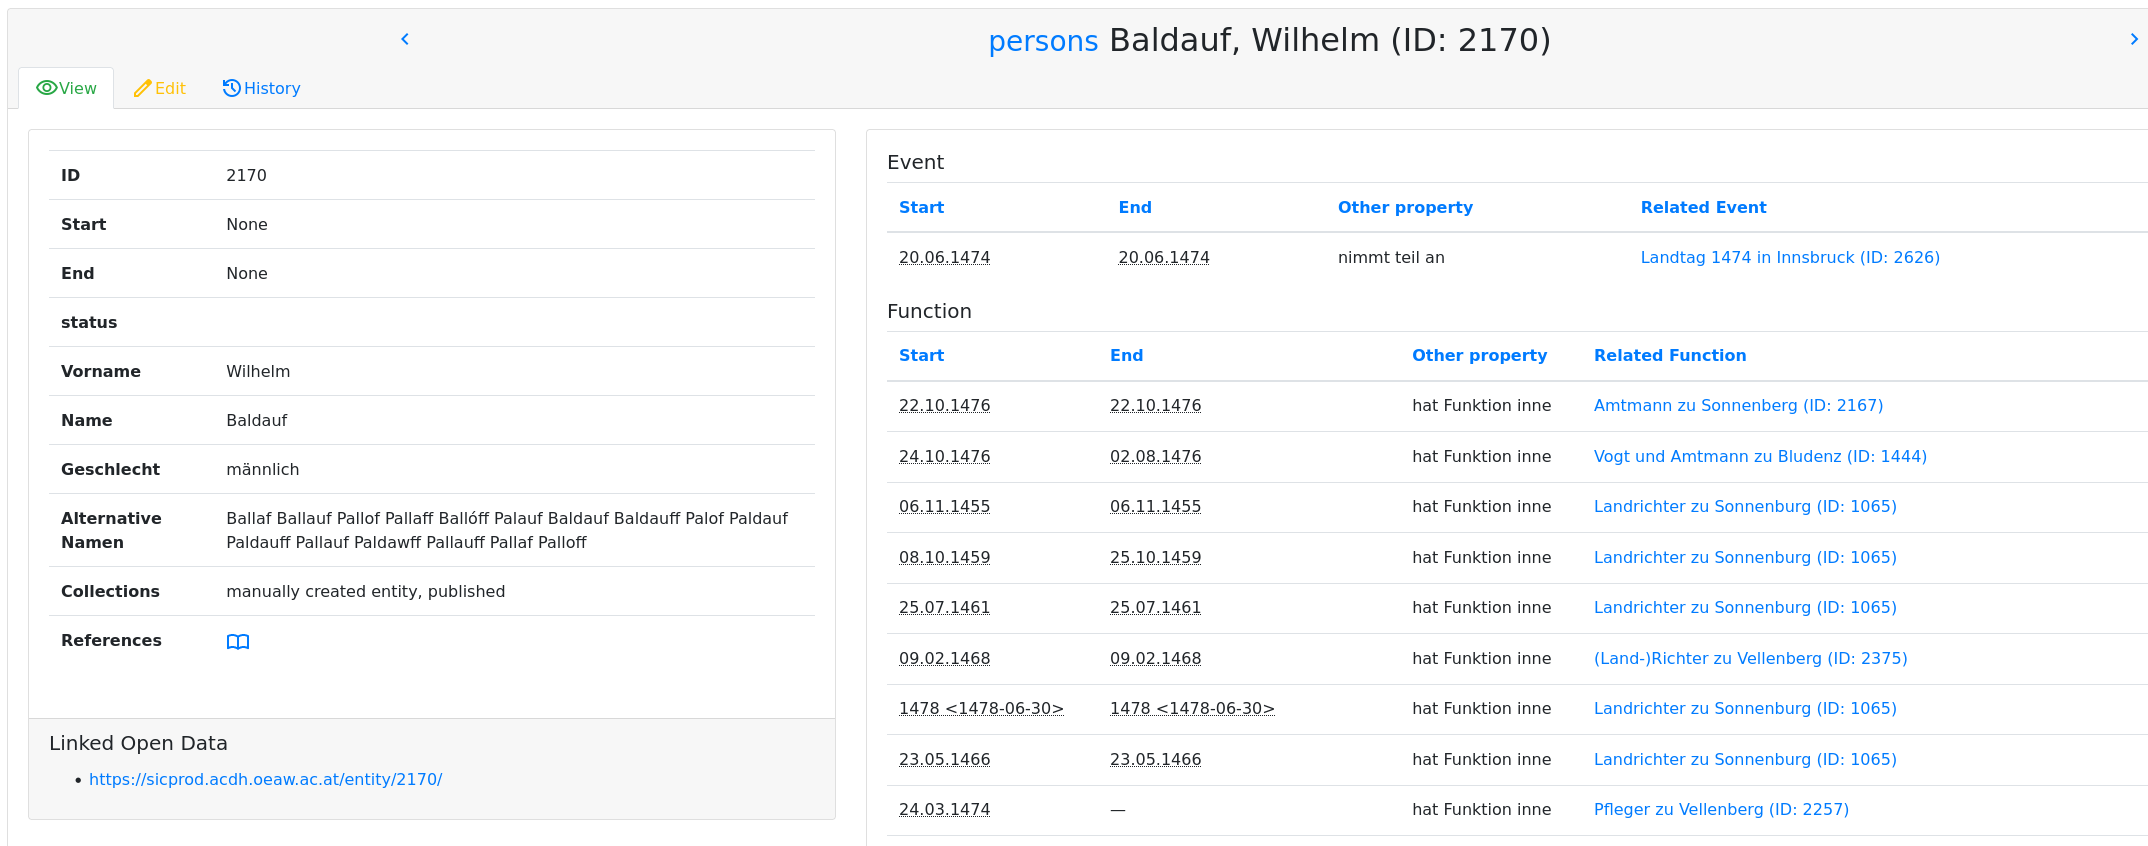 persons Baldauf, Wilhelm (ID: 2170)
View Edit History
ID 2170
Start None
End None
status
Vorname Wilhelm
Name Baldauf
Geschlecht männlich
Alternative Namen Ballaf Ballauf Pallof Pallaff Ballóff Palauf Baldauf Baldauff Palof Paldauf
Paldauff Pallauf Paldawff Pallauff Pallaf Palloff
Collections manually created entity, published
References
Linked Open Data
• https://sicprod.acdh.oeaw.ac.at/entity/2170/
Event
Start End Other property Related Event
20.06.1474 20.06.1474 nimmt teil an Landtag 1474 in Innsbruck (ID: 2626)
Function
Start End Other property Related Function
22.10.1476 22.10.1476 hat Funktion inne Amtmann zu Sonnenberg (ID: 2167)
24.10.1476 02.08.1476 hat Funktion inne Vogt und Amtmann zu Bludenz (ID: 1444)
06.11.1455 06.11.1455 hat Funktion inne Landrichter zu Sonnenburg (ID: 1065)
08.10.1459 25.10.1459 hat Funktion inne Landrichter zu Sonnenburg (ID: 1065)
25.07.1461 25.07.1461 hat Funktion inne Landrichter zu Sonnenburg (ID: 1065)
09.02.1468 09.02.1468 hat Funktion inne (Land-)Richter zu Vellenberg (ID: 2375)
1478 <1478-06-30> 1478 <1478-06-30> hat Funktion inne Landrichter zu Sonnenburg (ID: 1065)
23.05.1466 23.05.1466 hat Funktion inne Landrichter zu Sonnenburg (ID: 1065)
24.03.1474 — hat Funktion inne Pfleger zu Vellenberg (ID: 2257)